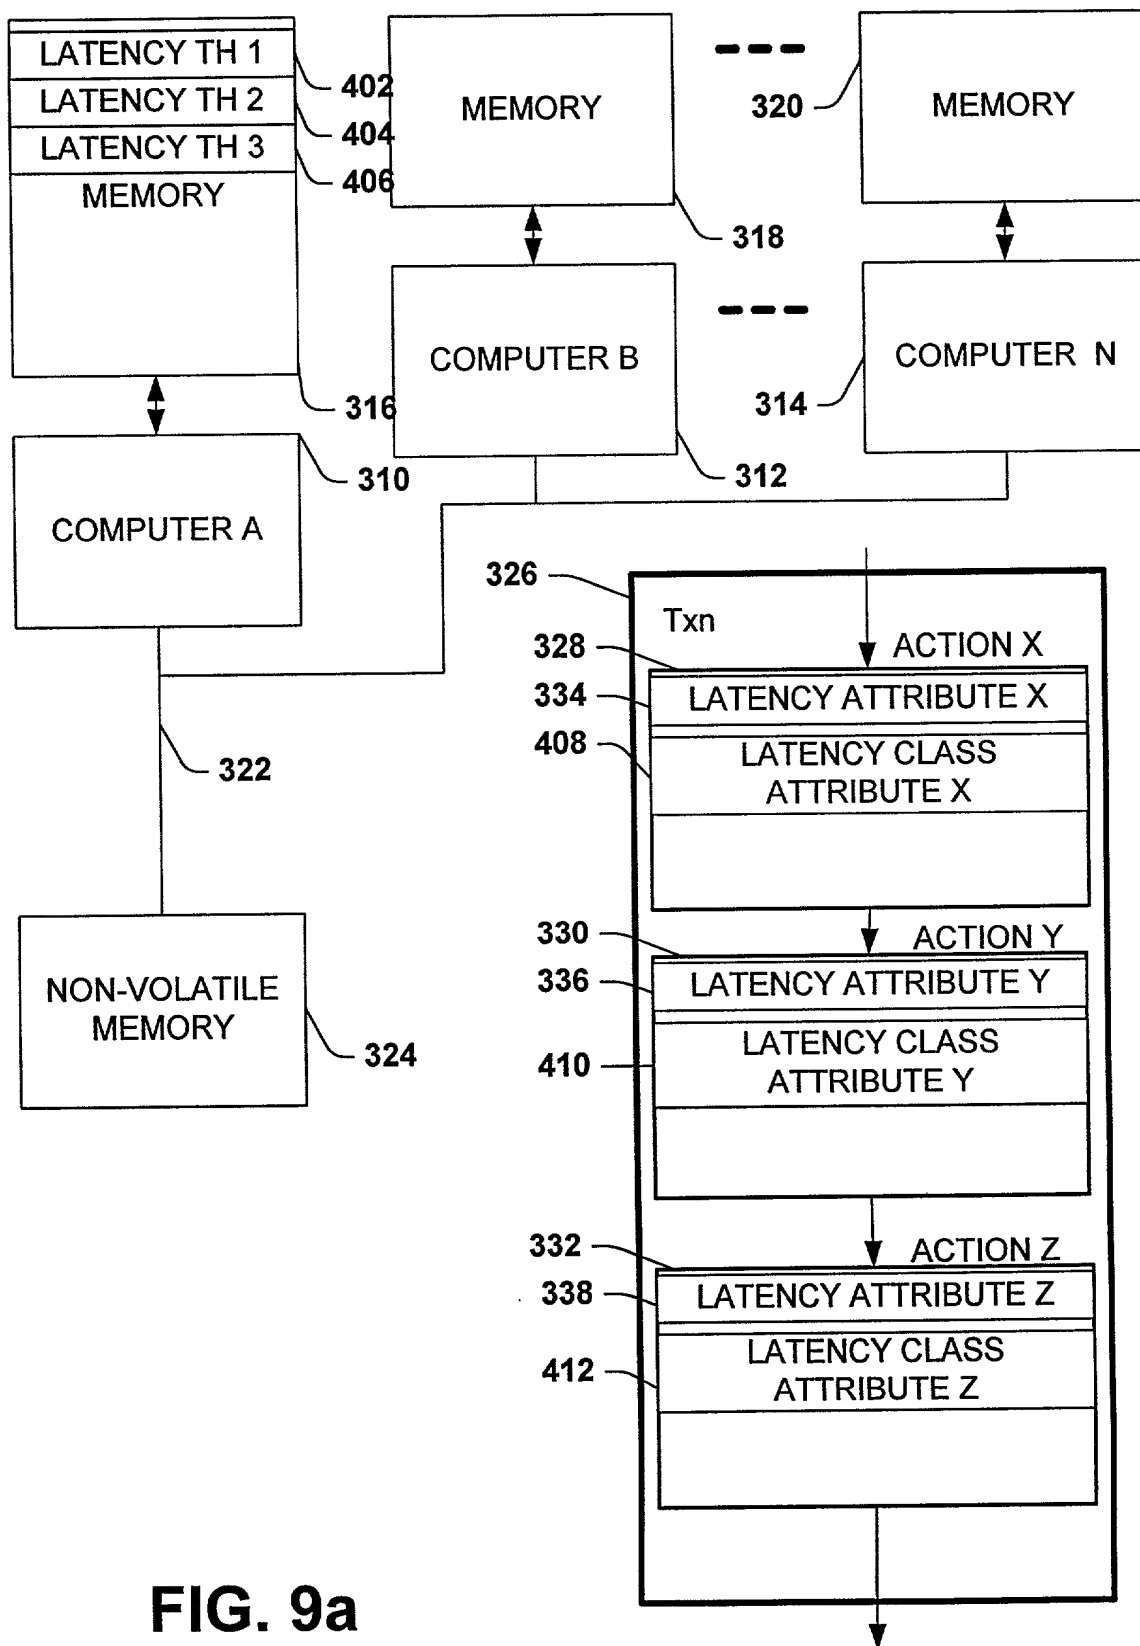 LATENCY TH 1
402
LATENCY TH 2
404
LATENCY TH 3
406
MEMORY
316
MEMORY
318
320
MEMORY
COMPUTER B
312
314
COMPUTER N
310
COMPUTER A
322
NON-VOLATILE
MEMORY
324
326
Txn
328
ACTION X
334
LATENCY ATTRIBUTE X
408
LATENCY CLASS
ATTRIBUTE X
330
ACTION Y
336
LATENCY ATTRIBUTE Y
410
LATENCY CLASS
ATTRIBUTE Y
332
ACTION Z
338
LATENCY ATTRIBUTE Z
412
LATENCY CLASS
ATTRIBUTE Z
FIG. 9a